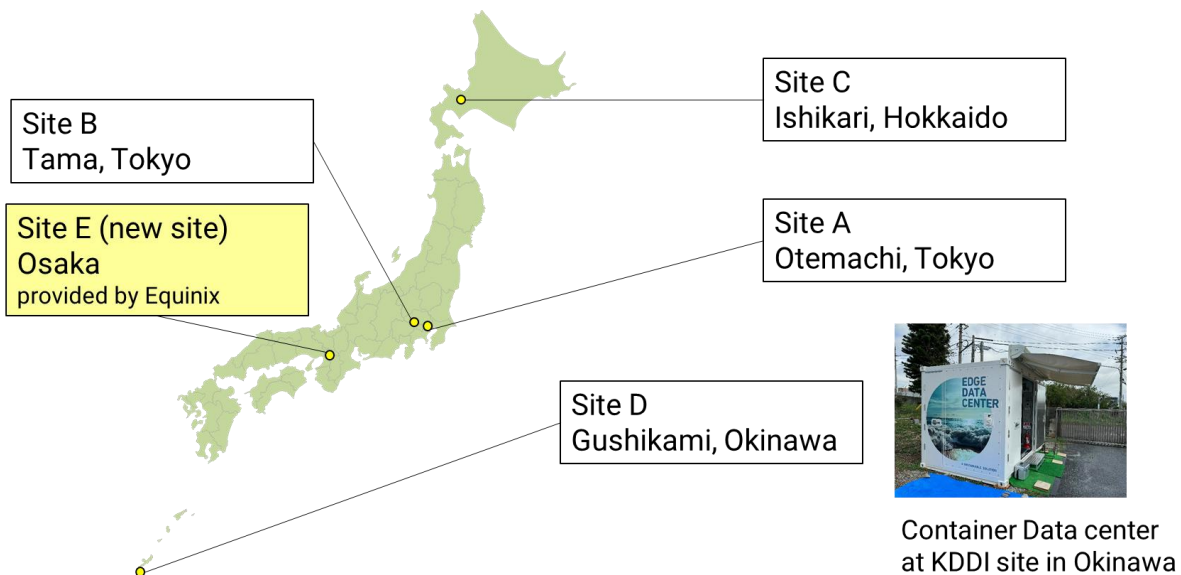 Site C
Ishikari, Hokkaido
Site B
Tama, Tokyo
Site E (new site)
Osaka
provided by Equinix
Site A
Otemachi, Tokyo
EDGE
DATA
CENTER
Site D
Gushikami, Okinawa
Container Data center
at KDDI site in Okinawa